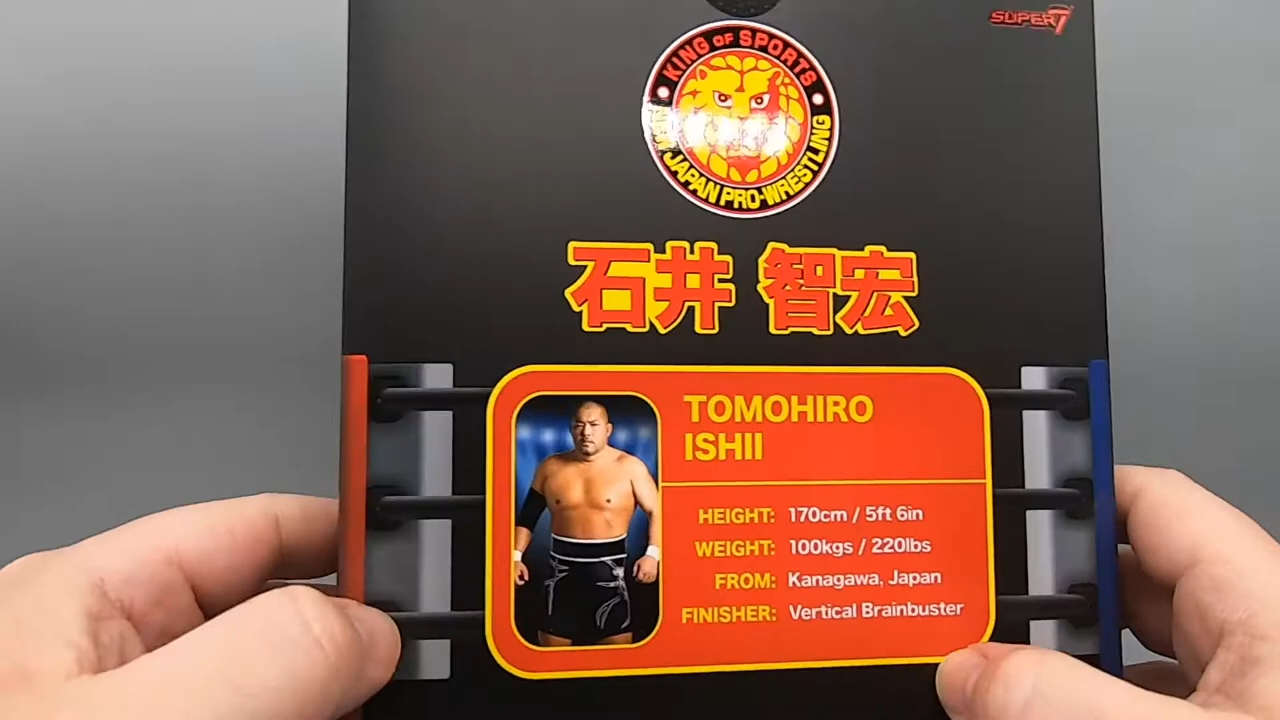 SUPER7
KING OF SPORTS
NEW JAPAN PRO-WRESTLING
石井 智宏
TOMOHIRO
ISHII
HEIGHT: 170cm / 5ft 6in
WEIGHT: 100kgs / 220lbs
FROM: Kanagawa, Japan
FINISHER: Vertical Brainbuster